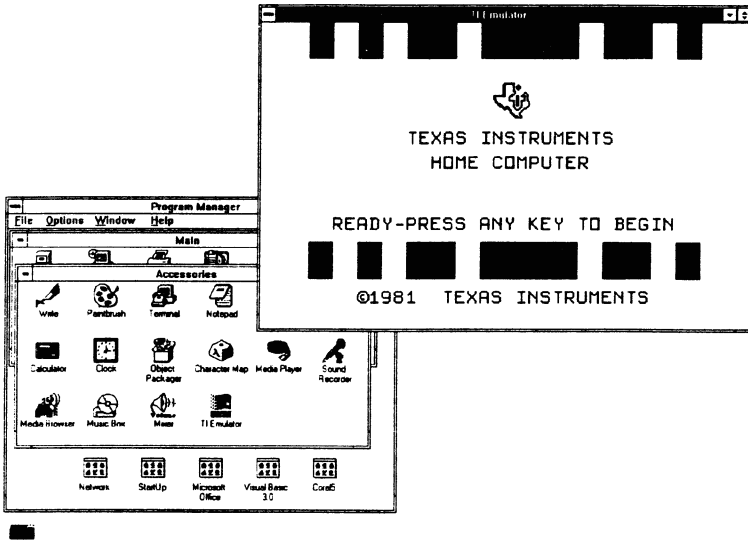 TI Emulator
TEXAS INSTRUMENTS
HOME COMPUTER
READY-PRESS ANY KEY TO BEGIN
©1981 TEXAS INSTRUMENTS
Program Manager
File Options Window Help
Main
Accessories
Write Paintbrush Terminal Notepad
Calculator Clock Object Packager Character Map Media Player Sound Recorder
Media Browser Music Box Mixer TI Emulator
Network StartUp Microsoft Office Visual Basic 3.0 Corel5